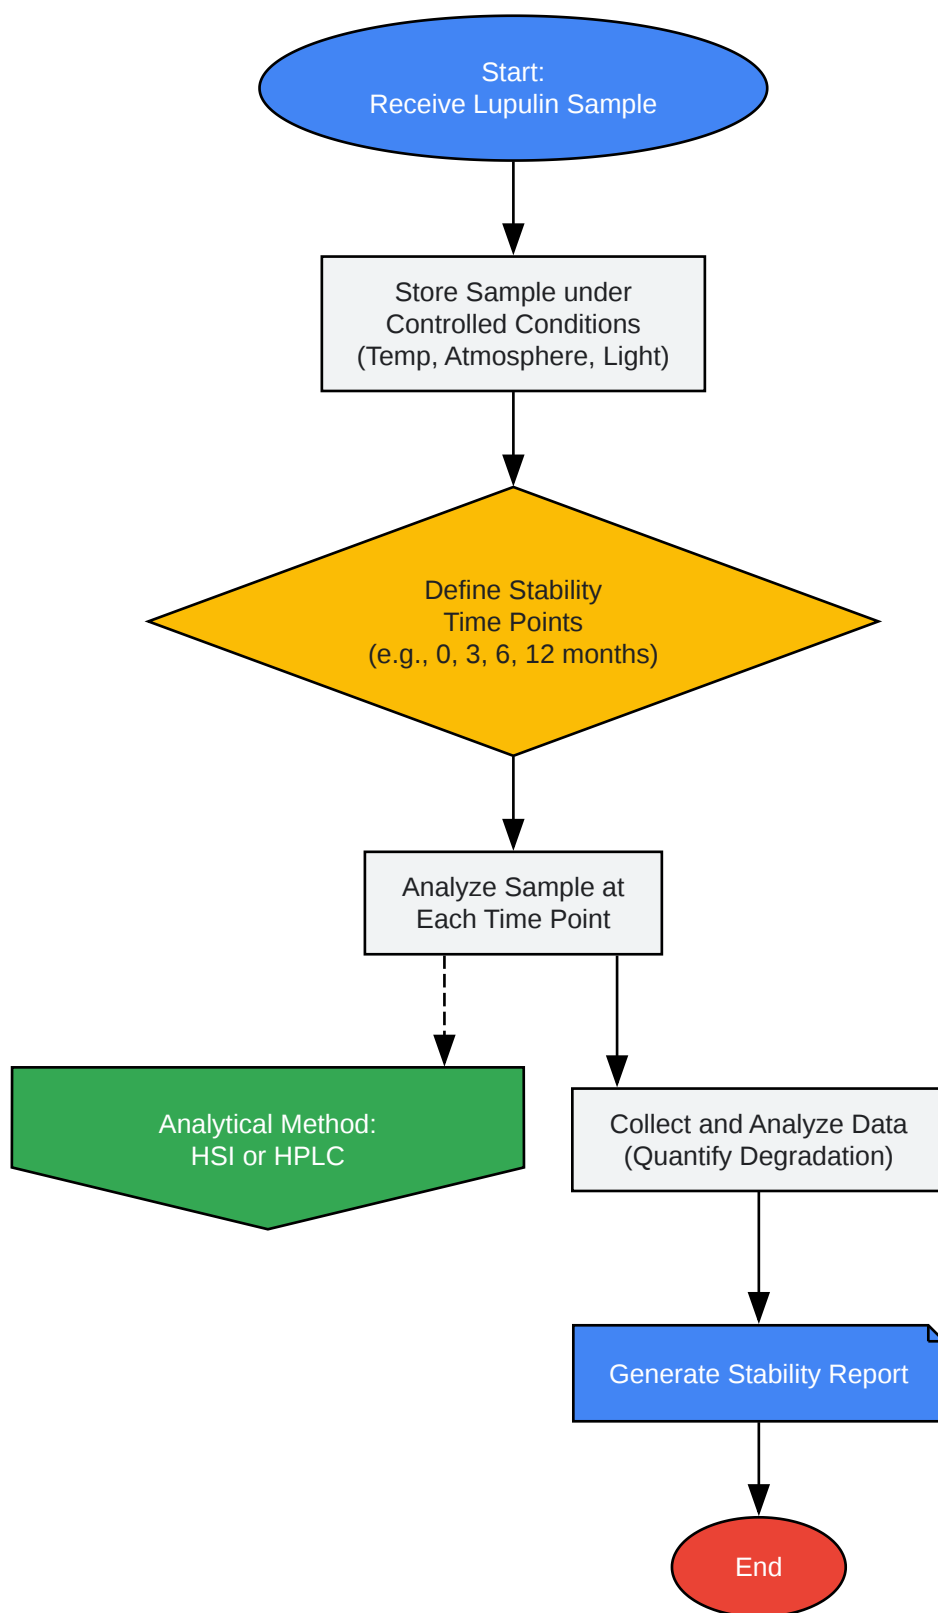 Start:
Receive Lupulin Sample
Store Sample under
Controlled Conditions
(Temp, Atmosphere, Light)
Define Stability
Time Points
(e.g., 0, 3, 6, 12 months)
Analyze Sample at
Each Time Point
Analytical Method:
HSI or HPLC
Collect and Analyze Data
(Quantify Degradation)
Generate Stability Report
End